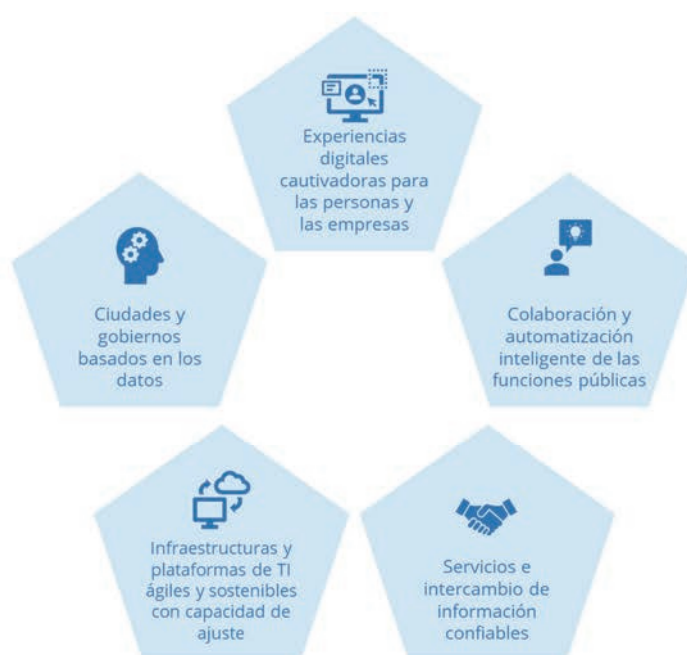 Experiencias
digitales
cautivadoras para
las personas y
las empresas
Ciudades y
gobiernos
basados en los
datos
Colaboración y
automatización
inteligente de las
funciones públicas
Infraestructuras y
plataformas de TI
ágiles y sostenibles
con capacidad de
ajuste
Servicios e
intercambio de
información
confiables